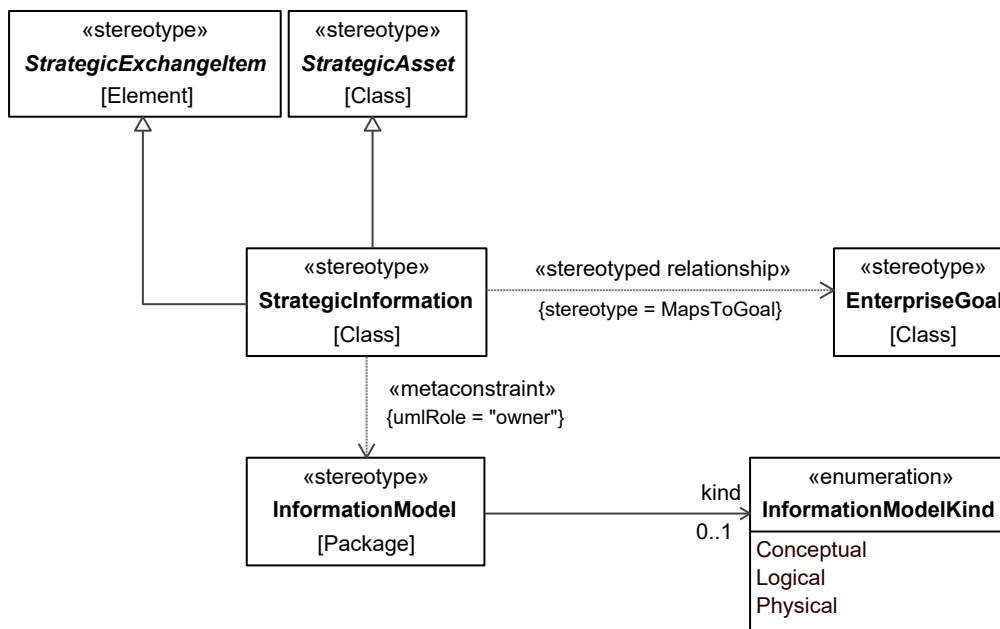 «stereotype»
StrategicExchangeItem
[Element]
«stereotype»
StrategicAsset
[Class]
«stereotype»
StrategicInformation
[Class]
«stereotyped relationship»
{stereotype = MapsToGoal}
«stereotype»
EnterpriseGoal
[Class]
«metaconstraint»
{umlRole = "owner"}
«stereotype»
InformationModel
[Package]
kind
0..1
«enumeration»
InformationModelKind
Conceptual
Logical
Physical